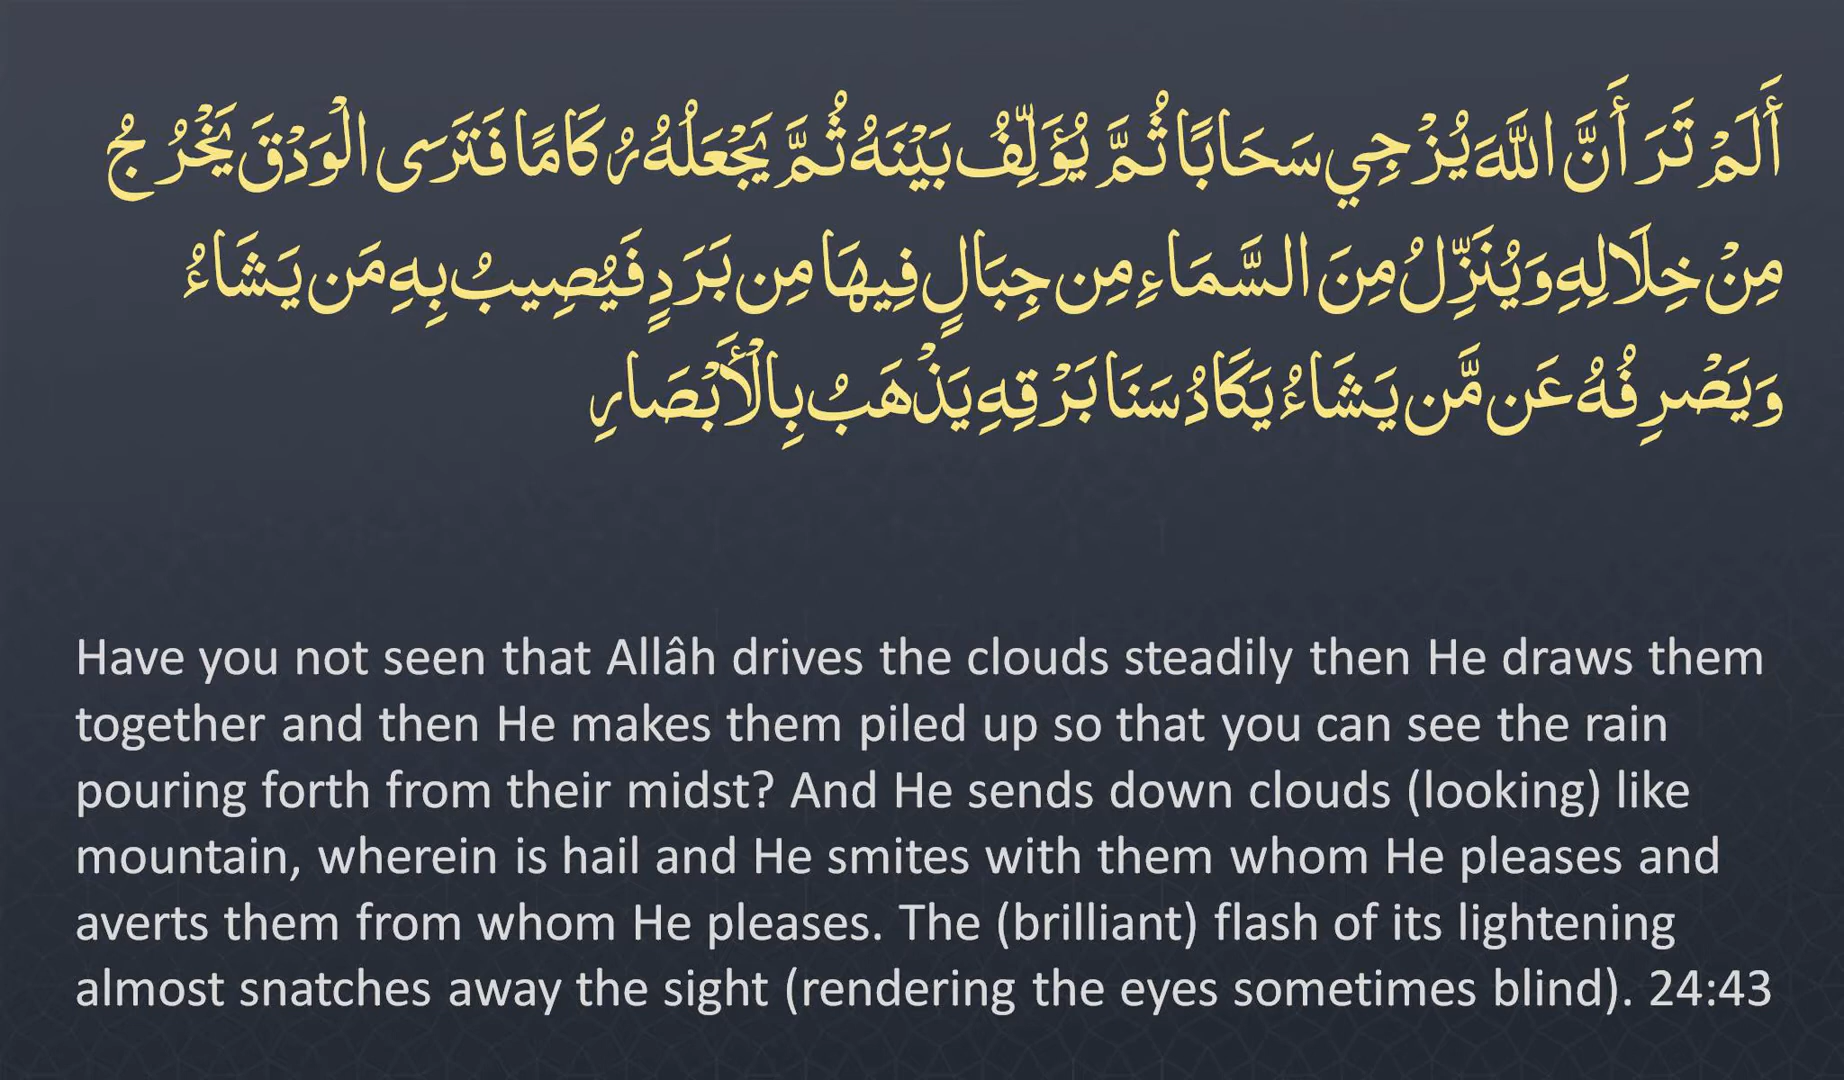 أَلَمْ تَرَ أَنَّ اللَّهَ يُزْجِي سَحَابًا ثُمَّ يُؤَلِّفُ بَيْنَهُ ثُمَّ يَجْعَلُهُ رُكَامًا فَتَرَى الْوَدْقَ يَخْرُجُ
مِنْ خِلَالِهِ وَيُنَزِّلُ مِنَ السَّمَاءِ مِن جِبَالٍ فِيهَا مِن بَرَدٍ فَيُصِيبُ بِهِ مَن يَشَاءُ
وَيَصْرِفُهُ عَن مَّن يَشَاءُ يَكَادُ سَنَا بَرْقِهِ يَذْهَبُ بِالْأَبْصَارِ
Have you not seen that Allâh drives the clouds steadily then He draws them
together and then He makes them piled up so that you can see the rain
pouring forth from their midst? And He sends down clouds (looking) like
mountain, wherein is hail and He smites with them whom He pleases and
averts them from whom He pleases. The (brilliant) flash of its lightening
almost snatches away the sight (rendering the eyes sometimes blind). 24:43